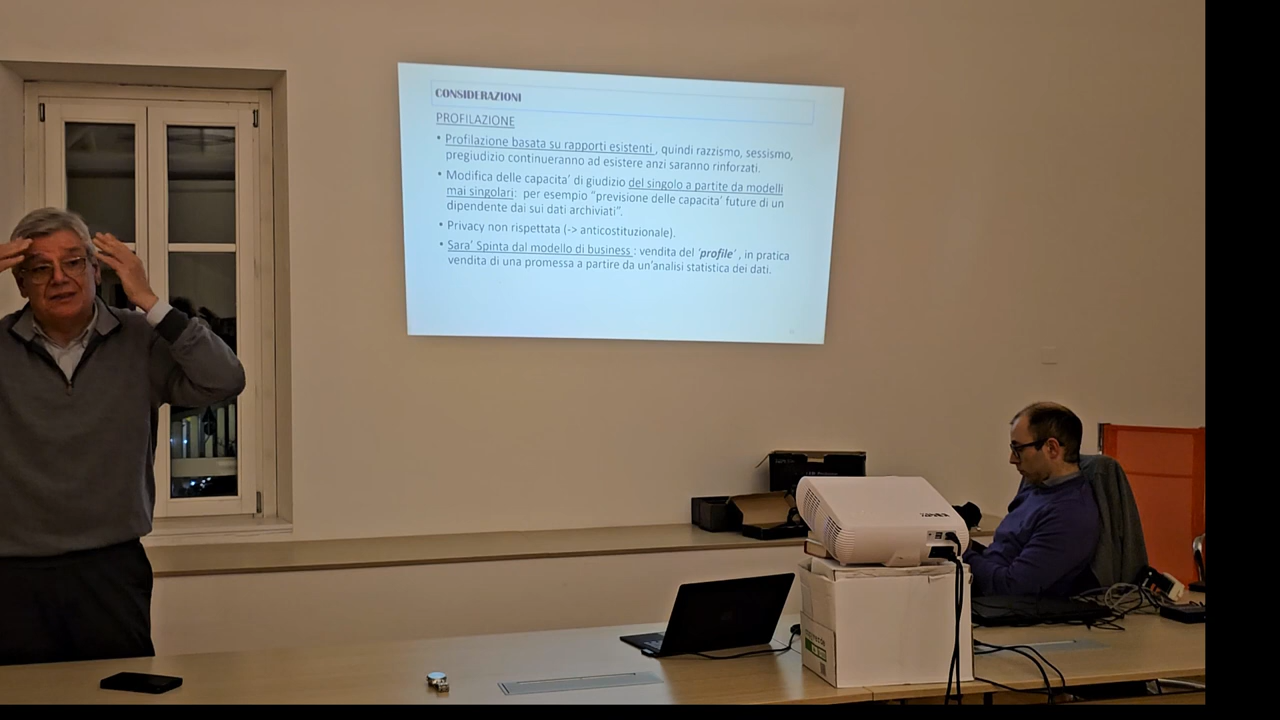 CONSIDERAZIONI
PROFILAZIONE
• Profilazione basata su rapporti esistenti , quindi razzismo, sessismo,
pregiudizio continueranno ad esistere anzi saranno rinforzati.
• Modifica delle capacita' di giudizio del singolo a partite da modelli
mai singolari: per esempio “previsione delle capacita' future di un
dipendente dai sui dati archiviati”.
• Privacy non rispettata (-> anticostituzionale).
• Sara' Spinta dal modello di business : vendita del 'profile' , in pratica
vendita di una promessa a partire da un'analisi statistica dei dati.